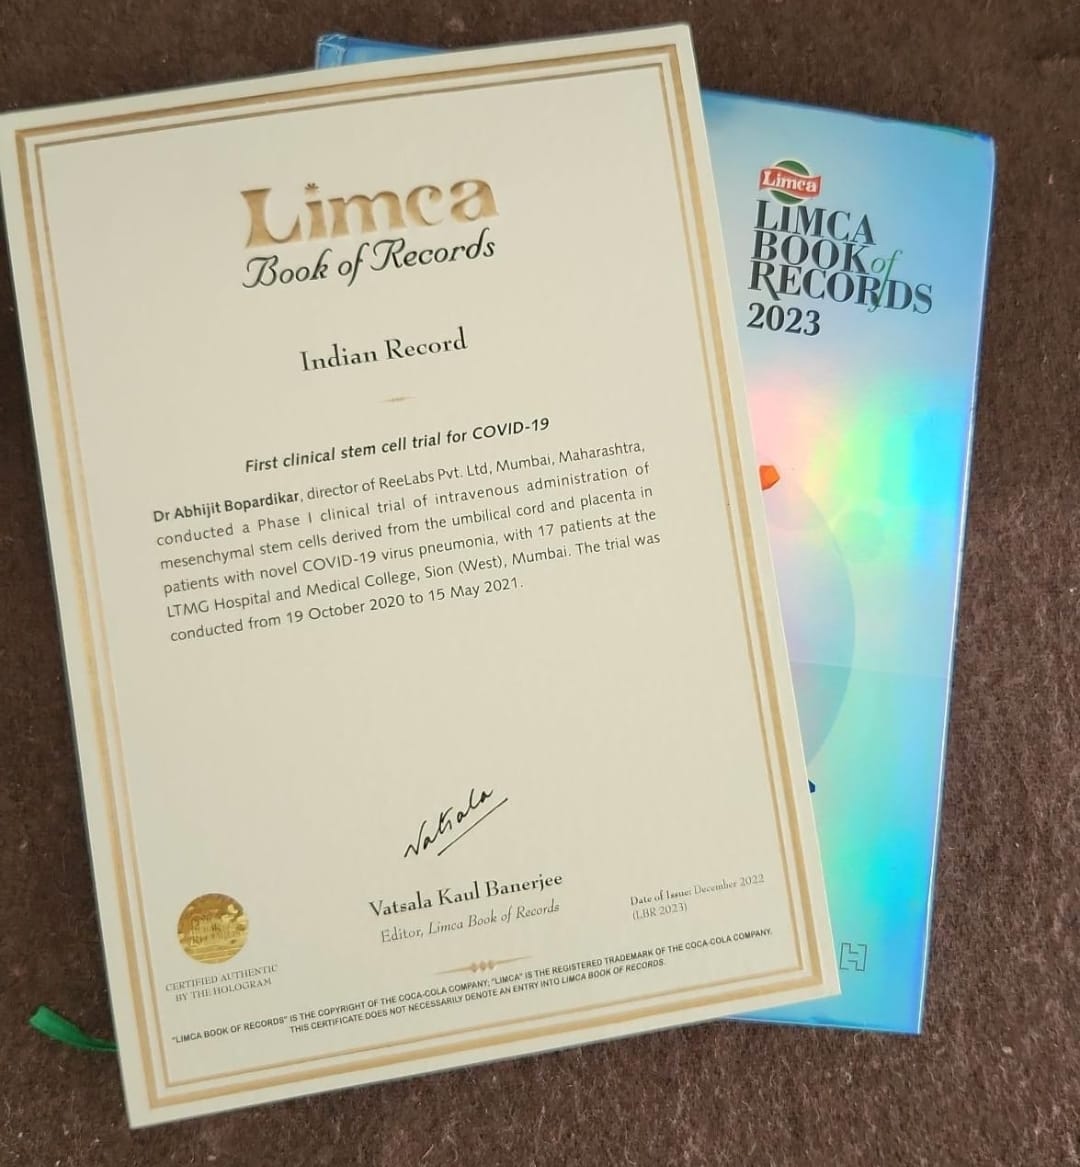 Limca
Book of Records
Indian Record
First clinical stem cell trial for COVID-19
Dr Abhijit Bopardikar, director of ReeLabs Pvt. Ltd, Mumbai, Maharashtra,
conducted a Phase I clinical trial of intravenous administration of
mesenchymal stem cells derived from the umbilical cord and placenta in
patients with novel COVID-19 virus pneumonia, with 17 patients at the
LTMG Hospital and Medical College, Sion (West), Mumbai. The trial was
conducted from 19 October 2020 to 15 May 2021.
Vatsala
Vatsala Kaul Banerjee
Editor, Limca Book of Records
Date of Issue: December 2022
(LBR 2023)
CERTIFIED AUTHENTIC
BY THE HOLOGRAM
"LIMCA BOOK OF RECORDS" IS THE COPYRIGHT OF THE COCA-COLA COMPANY; "LIMCA" IS THE REGISTERED TRADEMARK OF THE COCA-COLA COMPANY.
THIS CERTIFICATE DOES NOT NECESSARILY DENOTE AN ENTRY INTO LIMCA BOOK OF RECORDS.
Limca
LIMCA
BOOK of
RECORDS
2023
H